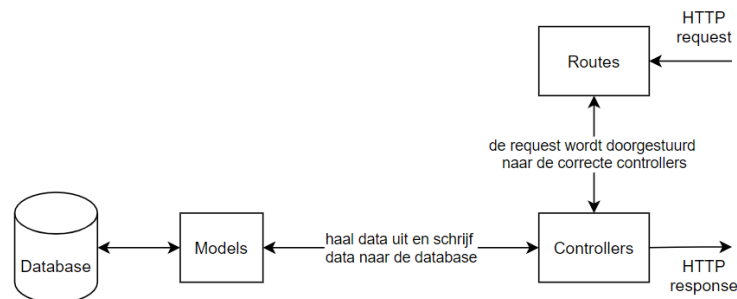 HTTP
request
Routes
de request wordt doorgestuurd
naar de correcte controllers
Database
Models
haal data uit en schrijf
data naar de database
Controllers
HTTP
response